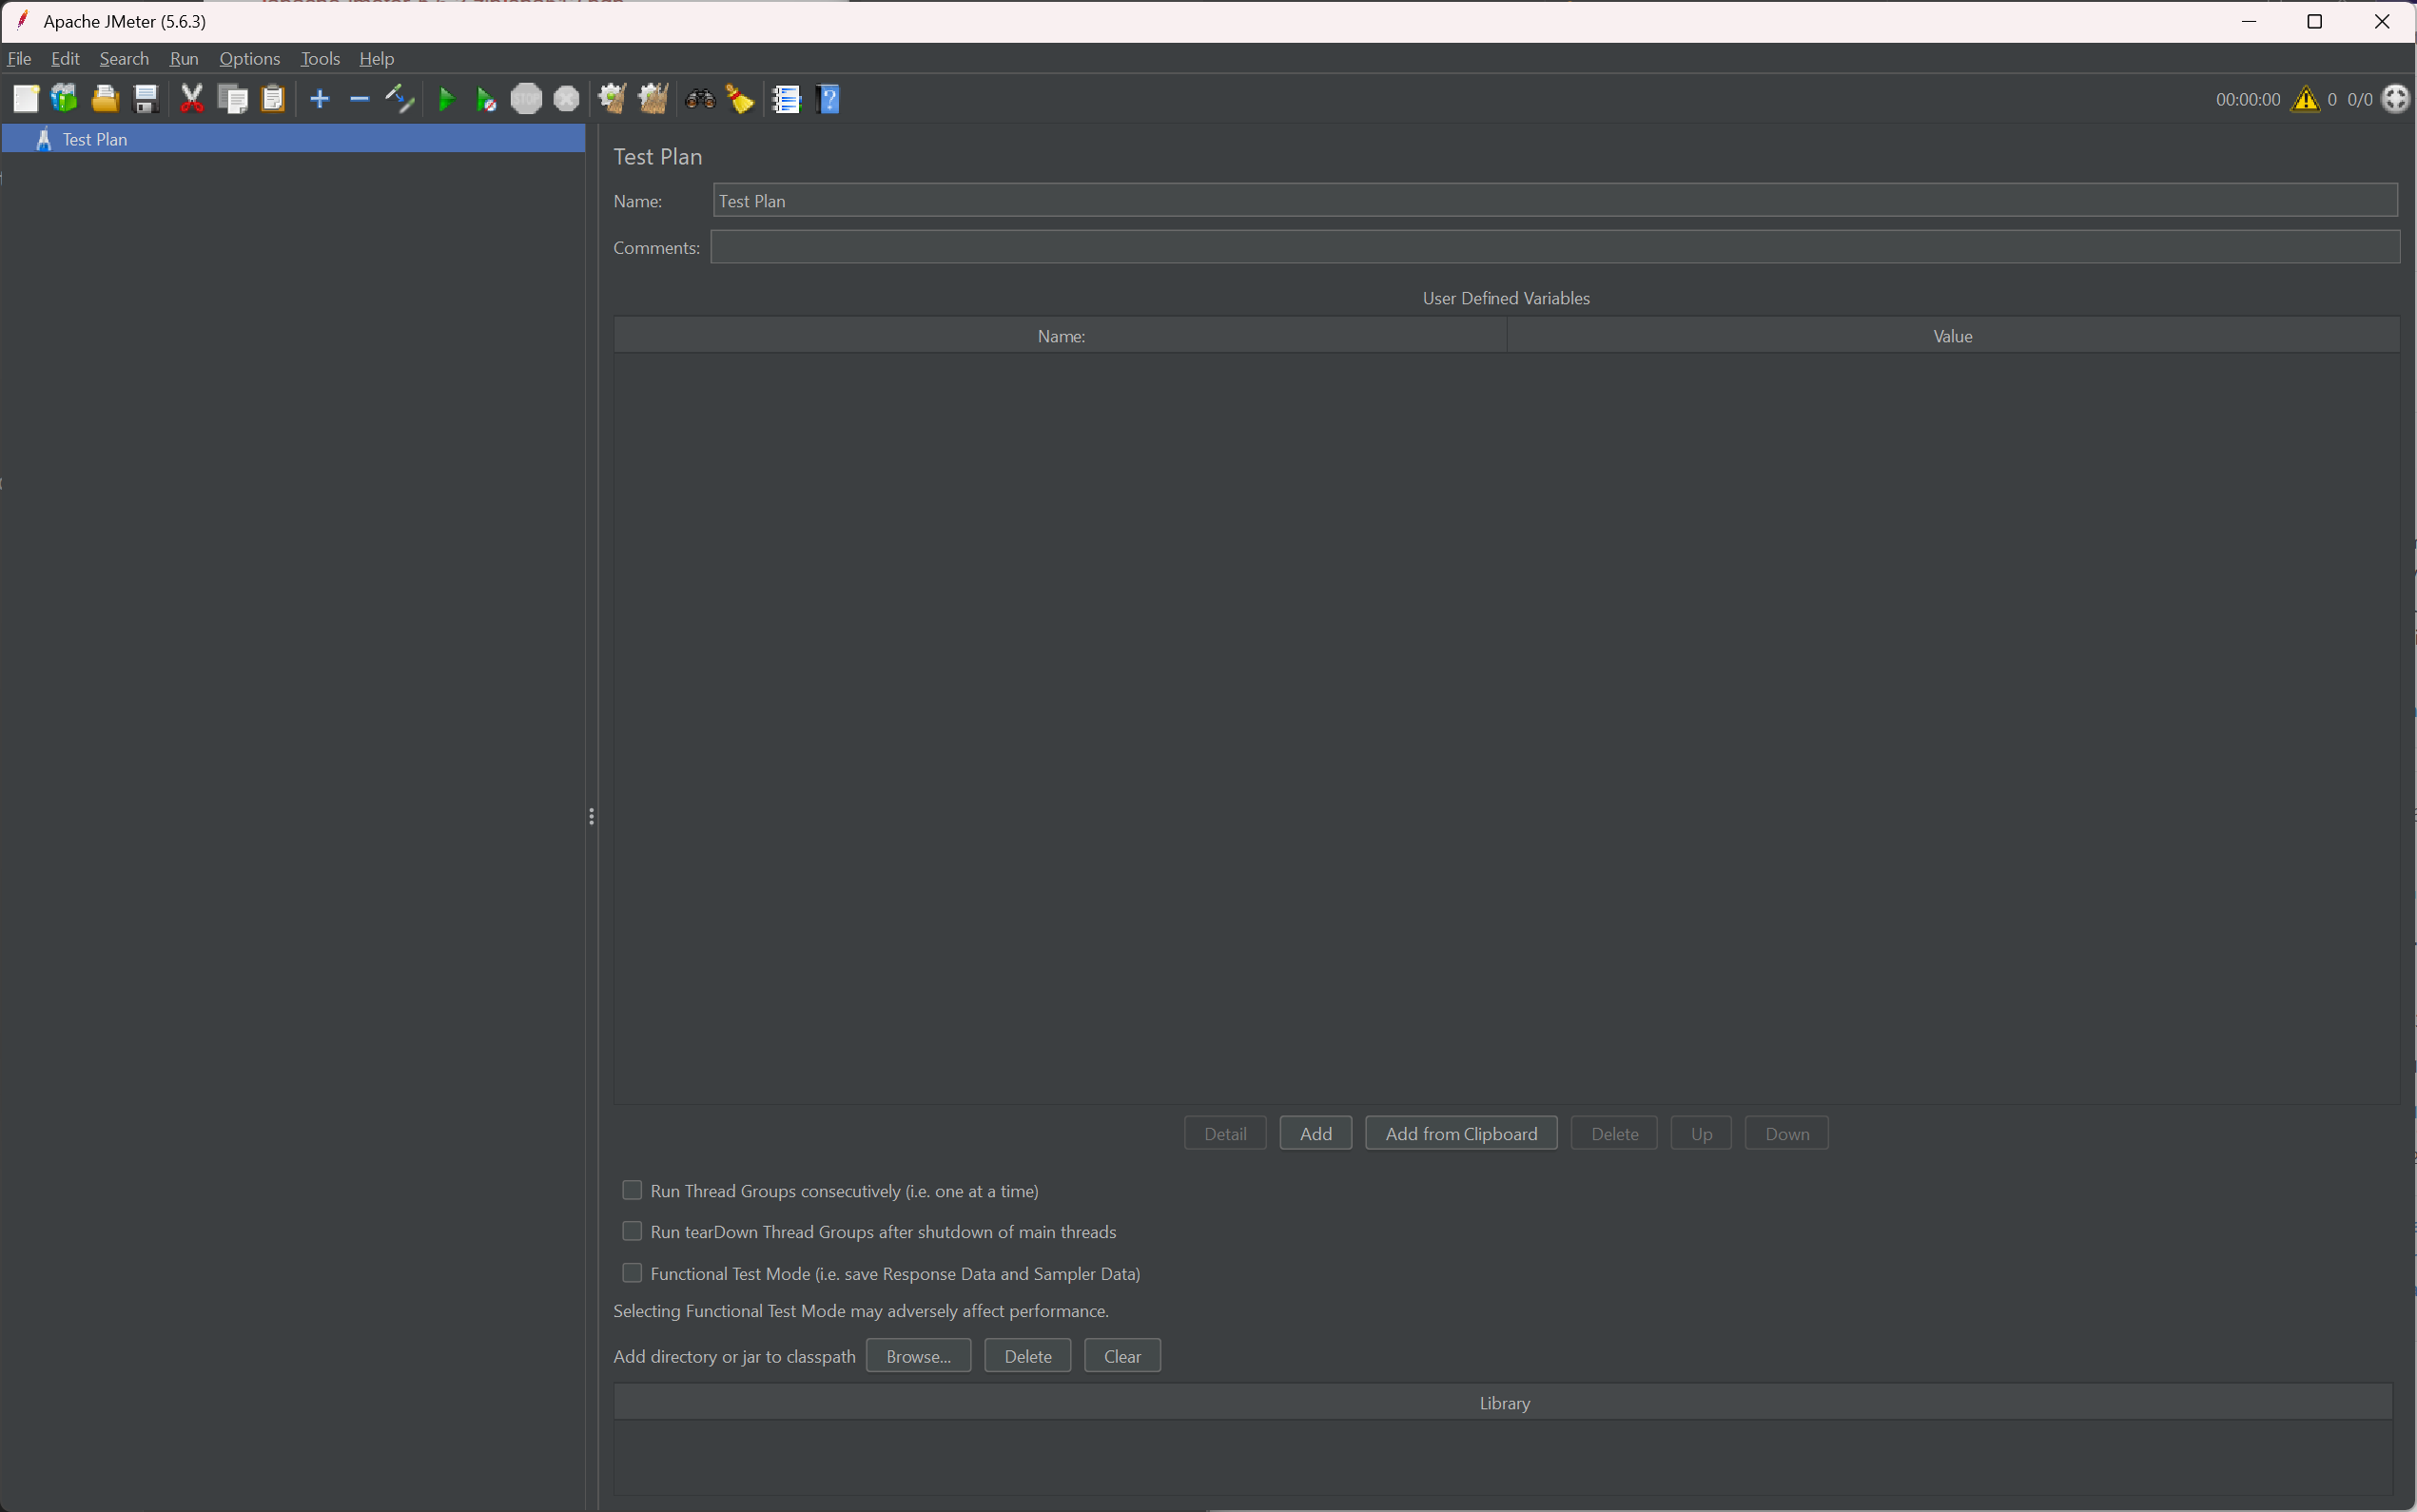 Apache JMeter (5.6.3)
File Edit Search Run Options Tools Help
STOP
00:00:00 0 0/0
Test Plan
Test Plan
Name: Test Plan
Comments:
User Defined Variables
Name: Value
Detail Add Add from Clipboard Delete Up Down
Run Thread Groups consecutively (i.e. one at a time)
Run tearDown Thread Groups after shutdown of main threads
Functional Test Mode (i.e. save Response Data and Sampler Data)
Selecting Functional Test Mode may adversely affect performance.
Add directory or jar to classpath Browse... Delete Clear
Library